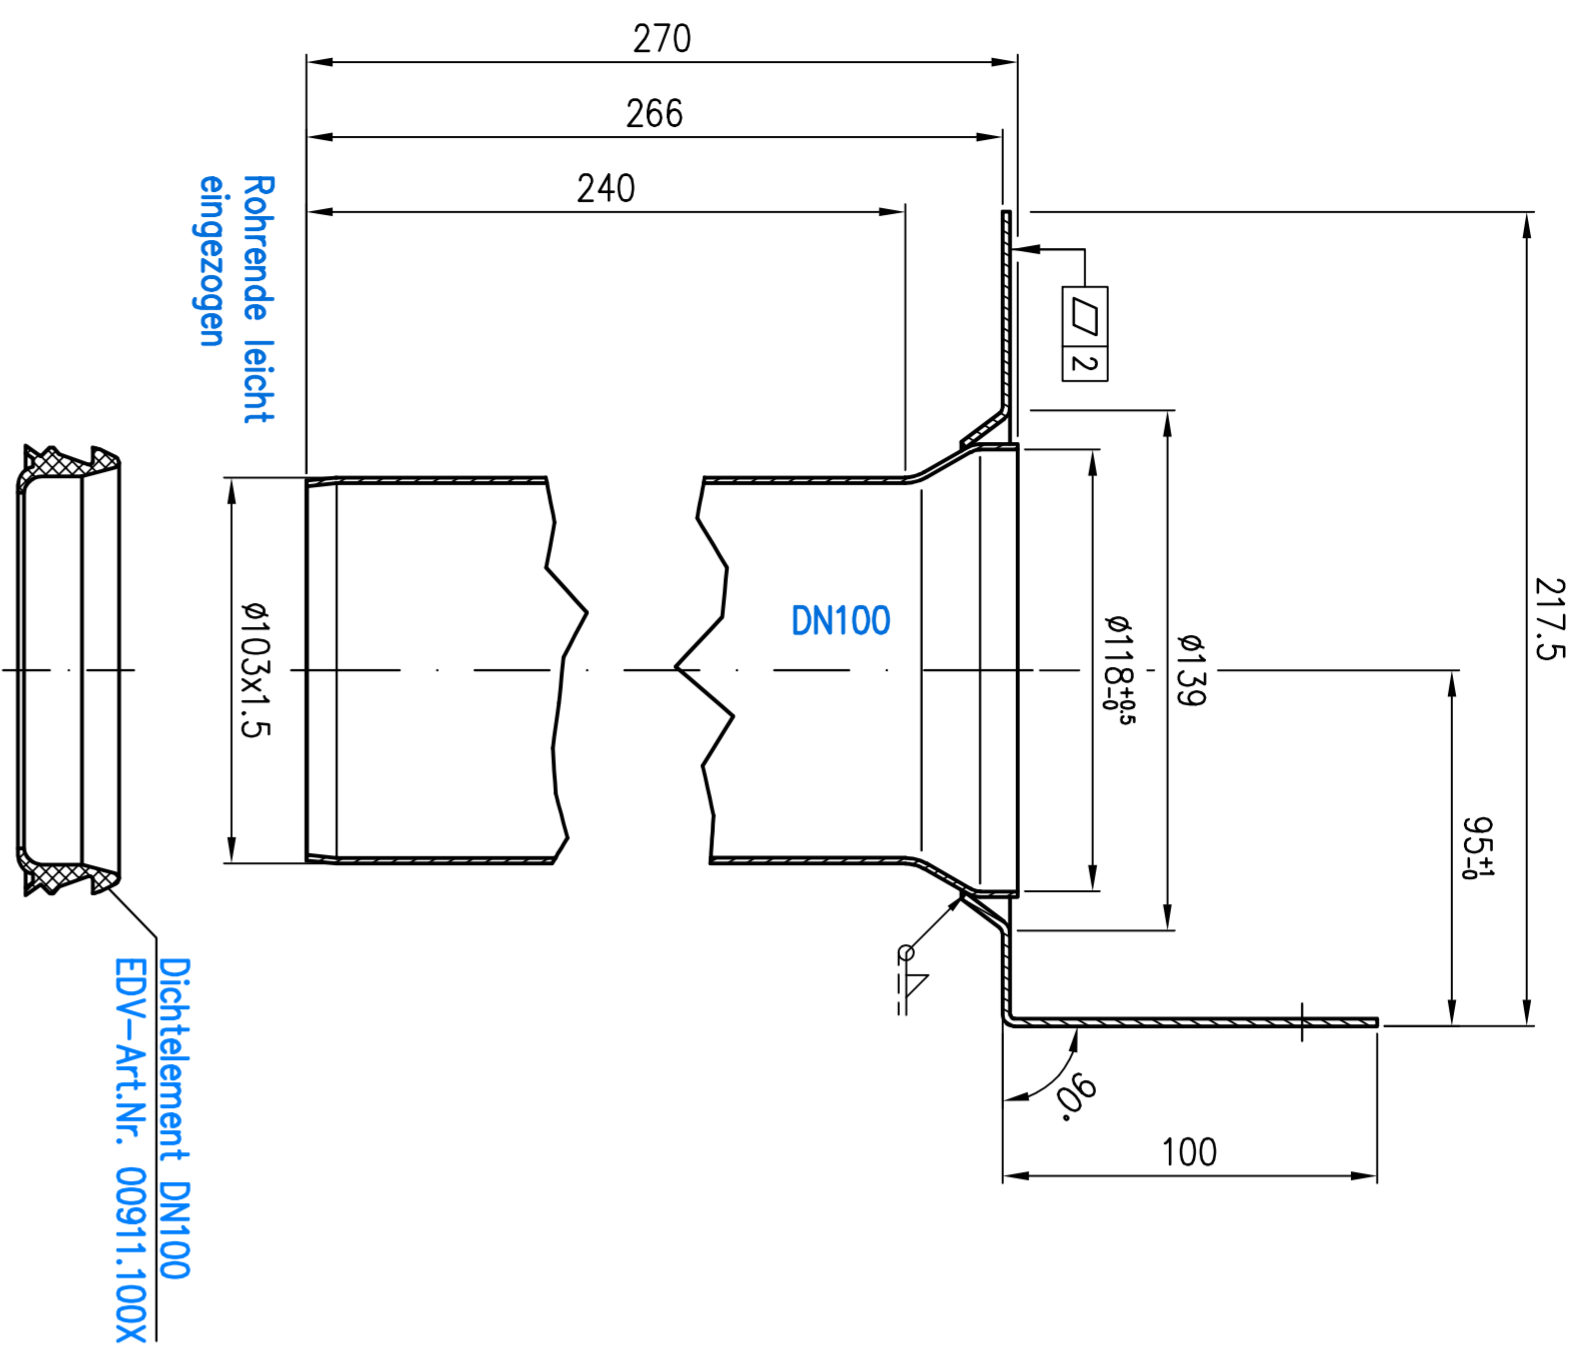 270
266
240
Rohrende leicht
eingezogen
2
217.5
DN100
Ø139
Ø118+0.5 -0
Ø103x1.5
95+1 -0
90°
100
Dichtelement DN100
EDV-Art.Nr. 00911.100X